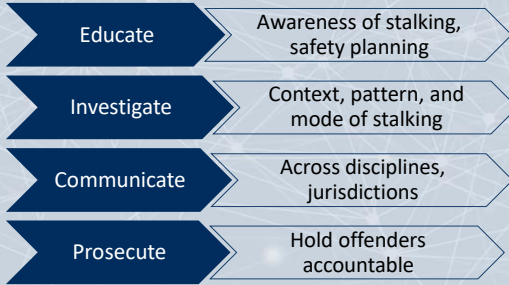 Educate
Awareness of stalking,
safety planning
Investigate
Context, pattern, and
mode of stalking
Communicate
Across disciplines,
jurisdictions
Prosecute
Hold offenders
accountable